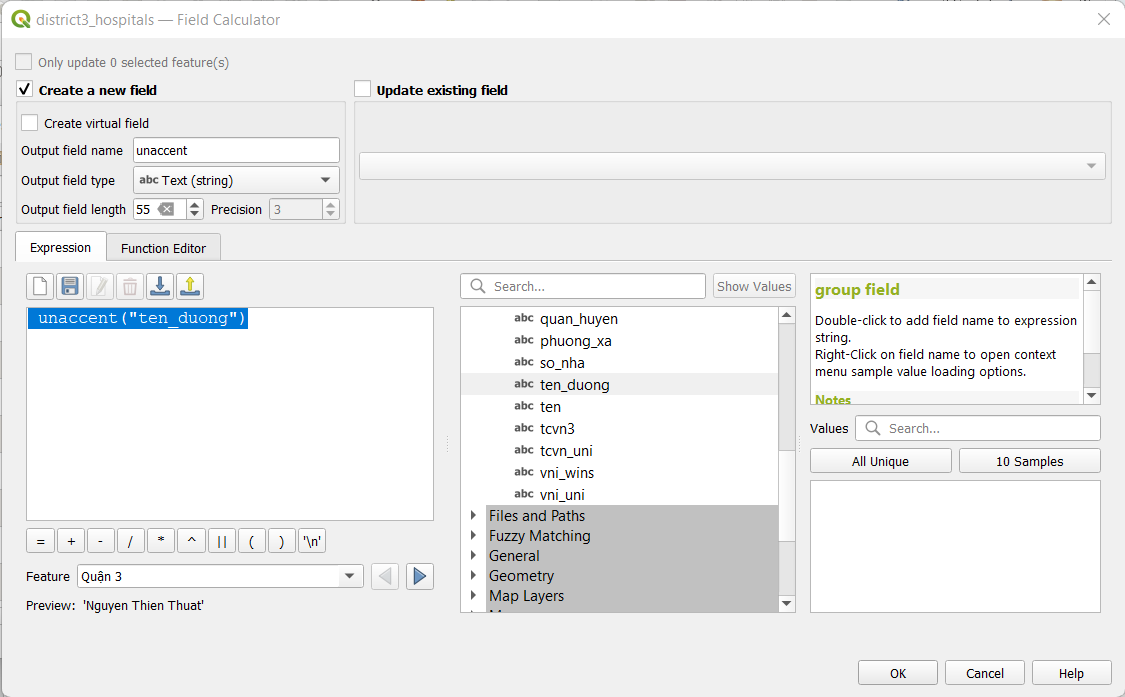 district3_hospitals — Field Calculator
Only update 0 selected feature(s)
Create a new field
Update existing field
Create virtual field
Output field name unaccent
Output field type abc Text (string)
Output field length 55 Precision 3
Expression Function Editor
unaccent("ten_duong")
= + - / * ^ || ( ) '\n'
Feature Quận 3
Preview: 'Nguyen Thien Thuat'
Search... Show Values
abc quan_huyen
abc phuong_xa
abc so_nha
abc ten_duong
abc ten
abc tcvn3
abc tcvn_uni
abc vni_wins
abc vni_uni
Files and Paths
Fuzzy Matching
General
Geometry
Map Layers
group field
Double-click to add field name to expression
string.
Right-Click on field name to open context
menu sample value loading options.
Notes
Values Search...
All Unique 10 Samples
OK Cancel Help